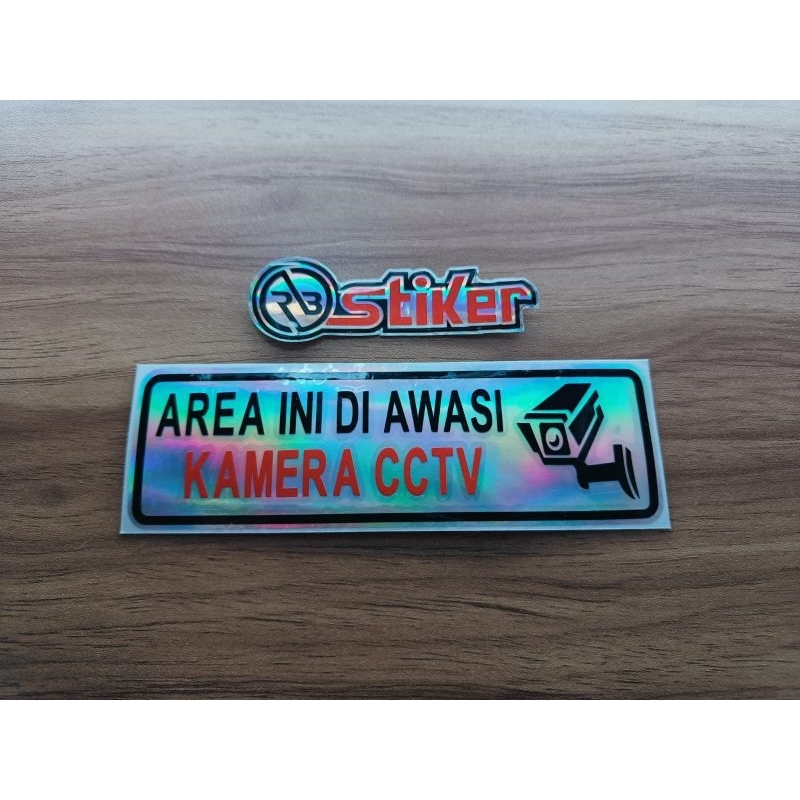 RB stiker
AREA INI DI AWASI
KAMERA CCTV